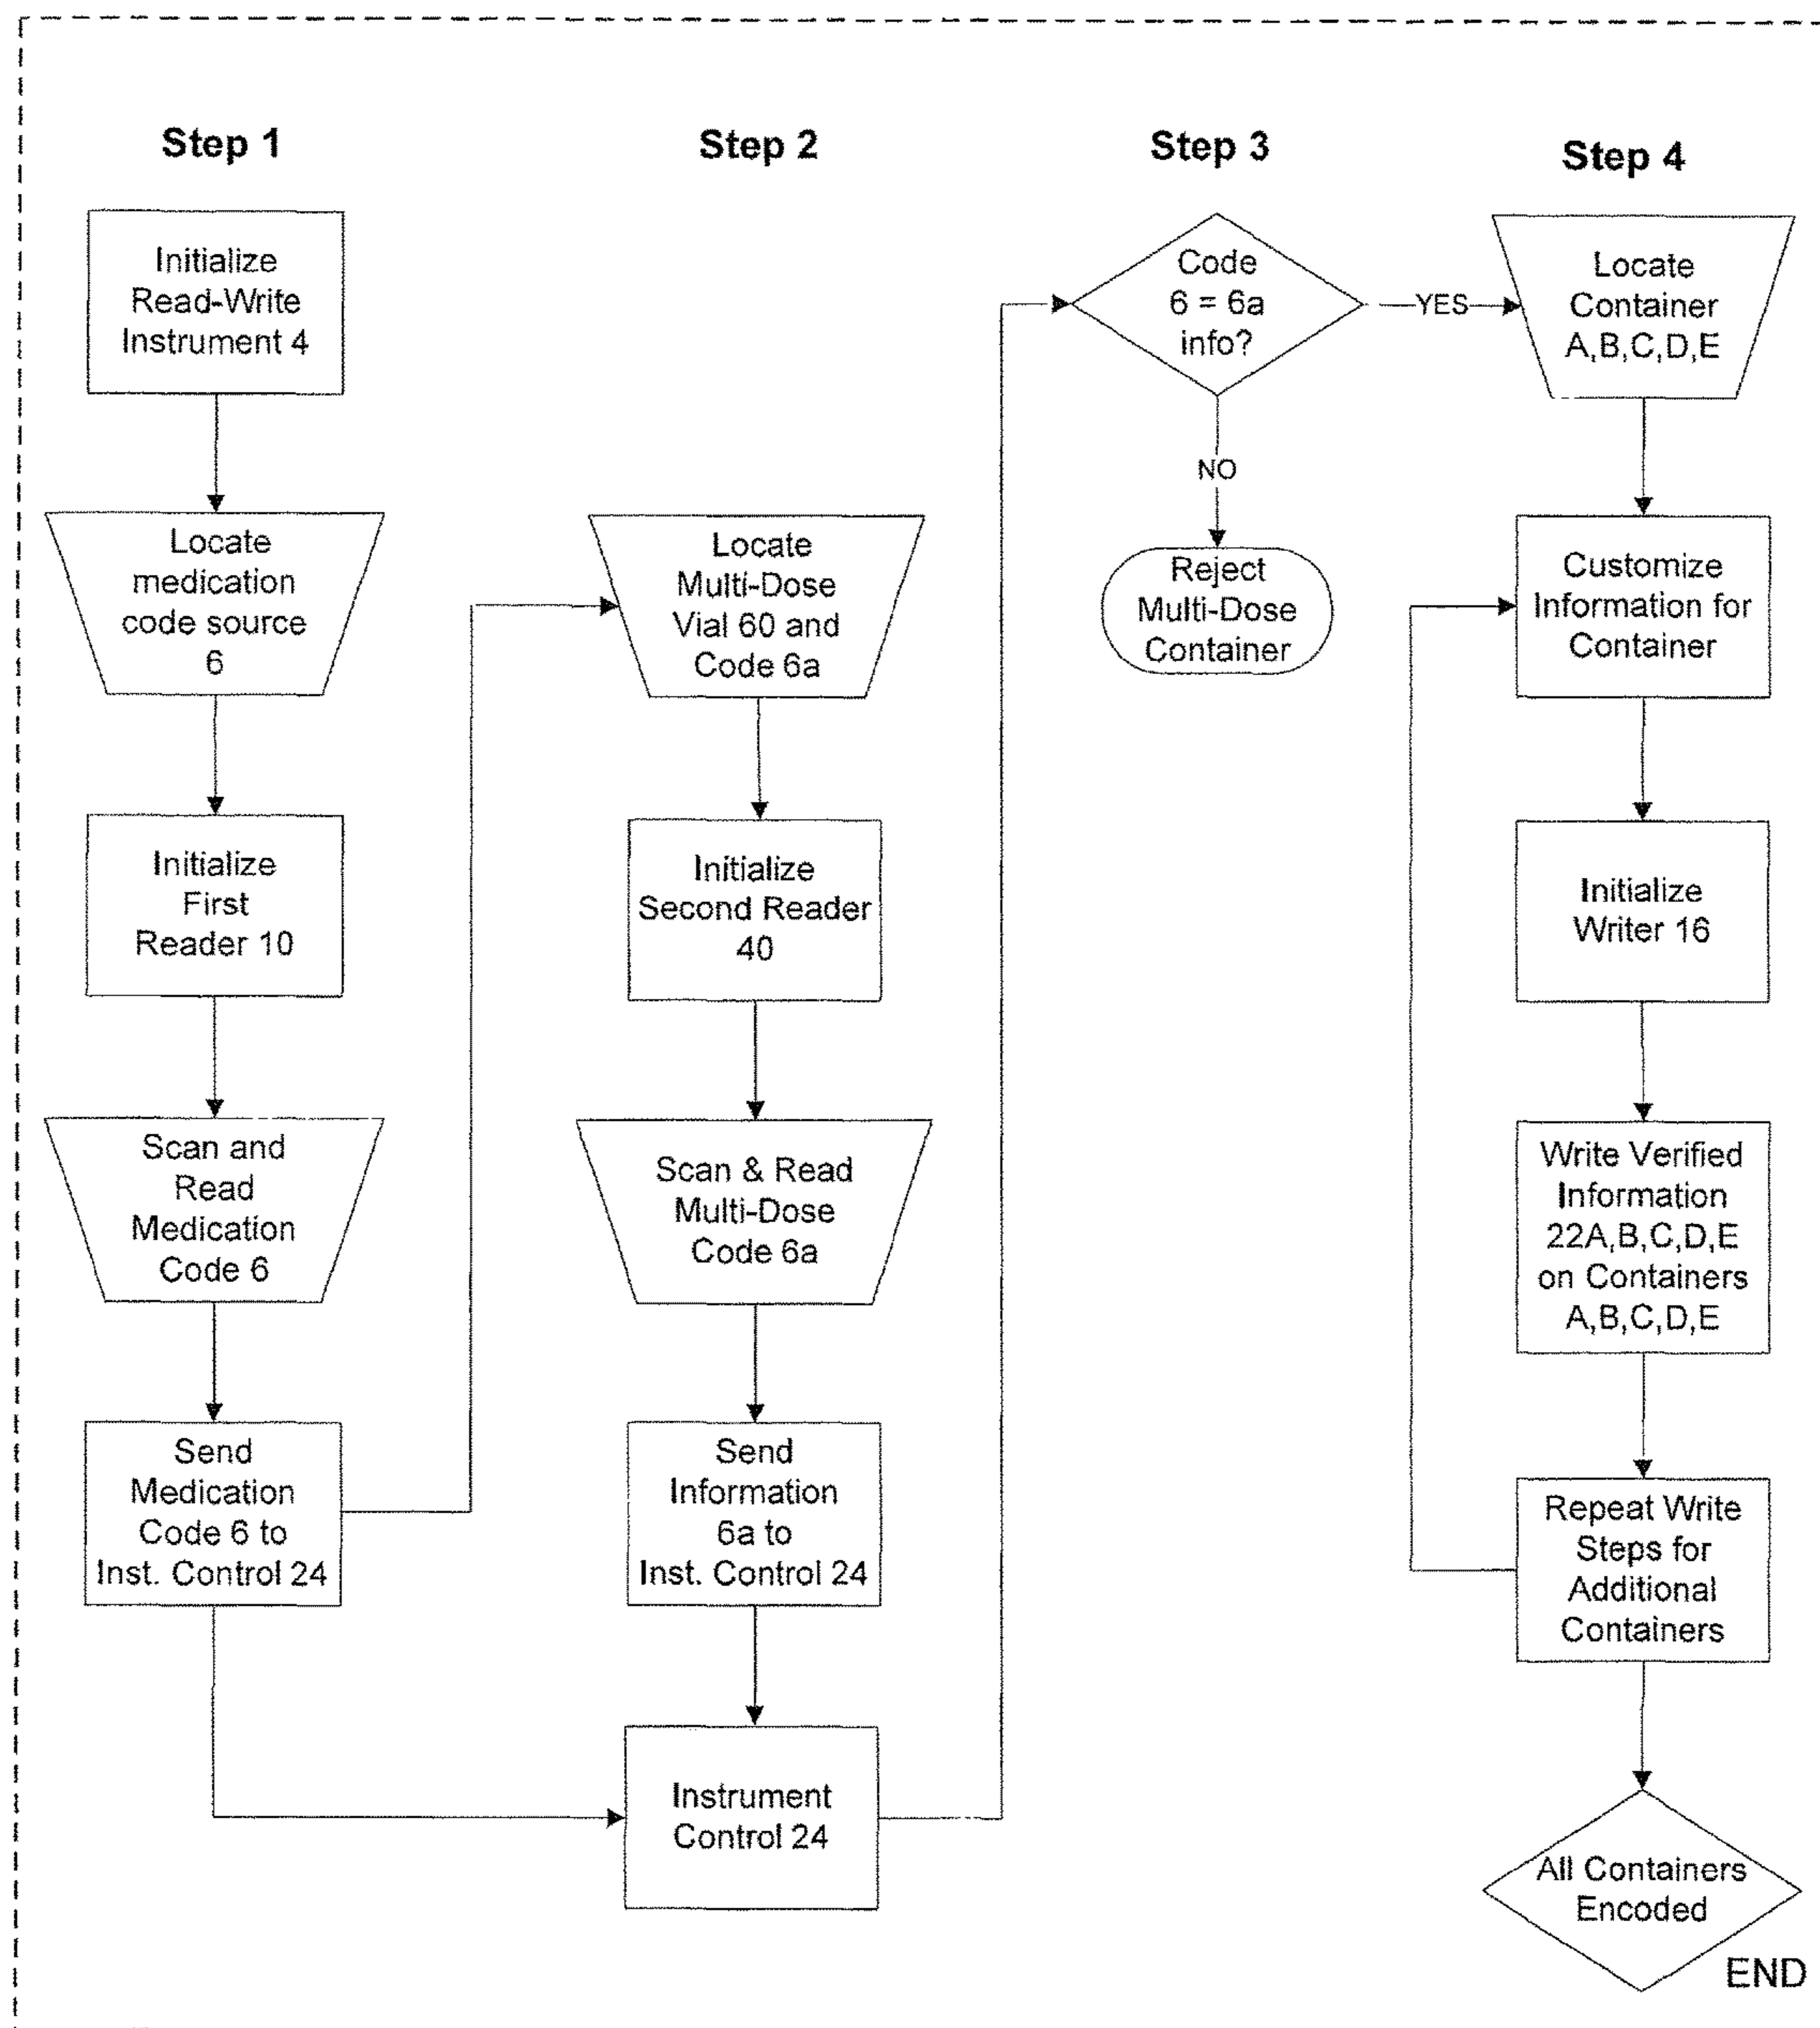 Step 1
Initialize
Read-Write
Instrument 4
Locate
medication
code source
6
Initialize
First
Reader 10
Scan and
Read
Medication
Code 6
Send
Medication
Code 6 to
Inst. Control 24
Step 2
Locate
Multi-Dose
Vial 60 and
Code 6a
Initialize
Second Reader
40
Scan & Read
Multi-Dose
Code 6a
Send
Information
6a to
Inst. Control 24
Instrument
Control 24
Step 3
Code
6 = 6a
info?
YES
NO
Reject
Multi-Dose
Container
Step 4
Locate
Container
A,B,C,D,E
Customize
Information for
Container
Initialize
Writer 16
Write Verified
Information
22A,B,C,D,E
on Containers
A,B,C,D,E
Repeat Write
Steps for
Additional
Containers
All Containers
Encoded
END